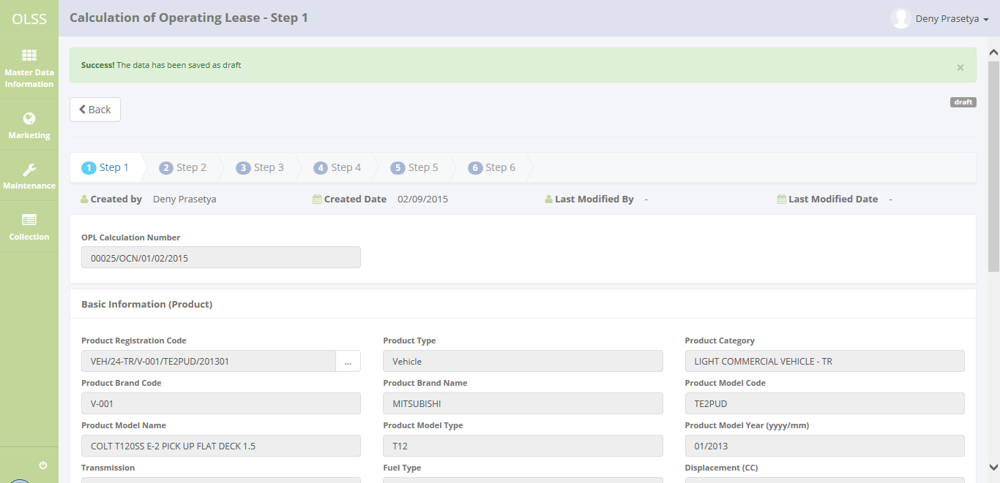 OLSS
Calculation of Operating Lease - Step 1
Deny Prasetya
Master Data
Information
Marketing
Maintenance
Collection
Success! The data has been saved as draft
×
Back
draft
1 Step 1
2 Step 2
3 Step 3
4 Step 4
5 Step 5
6 Step 6
Created by Deny Prasetya
Created Date 02/09/2015
Last Modified By -
Last Modified Date -
OPL Calculation Number
00025/OCN/01/02/2015
Basic Information (Product)
Product Registration Code
VEH/24-TR/V-001/TE2PUD/201301 ...
Product Type
Vehicle
Product Category
LIGHT COMMERCIAL VEHICLE - TR
Product Brand Code
V-001
Product Brand Name
MITSUBISHI
Product Model Code
TE2PUD
Product Model Name
COLT T120SS E-2 PICK UP FLAT DECK 1.5
Product Model Type
T12
Product Model Year (yyyy/mm)
01/2013
Transmission
Fuel Type
Displacement (CC)